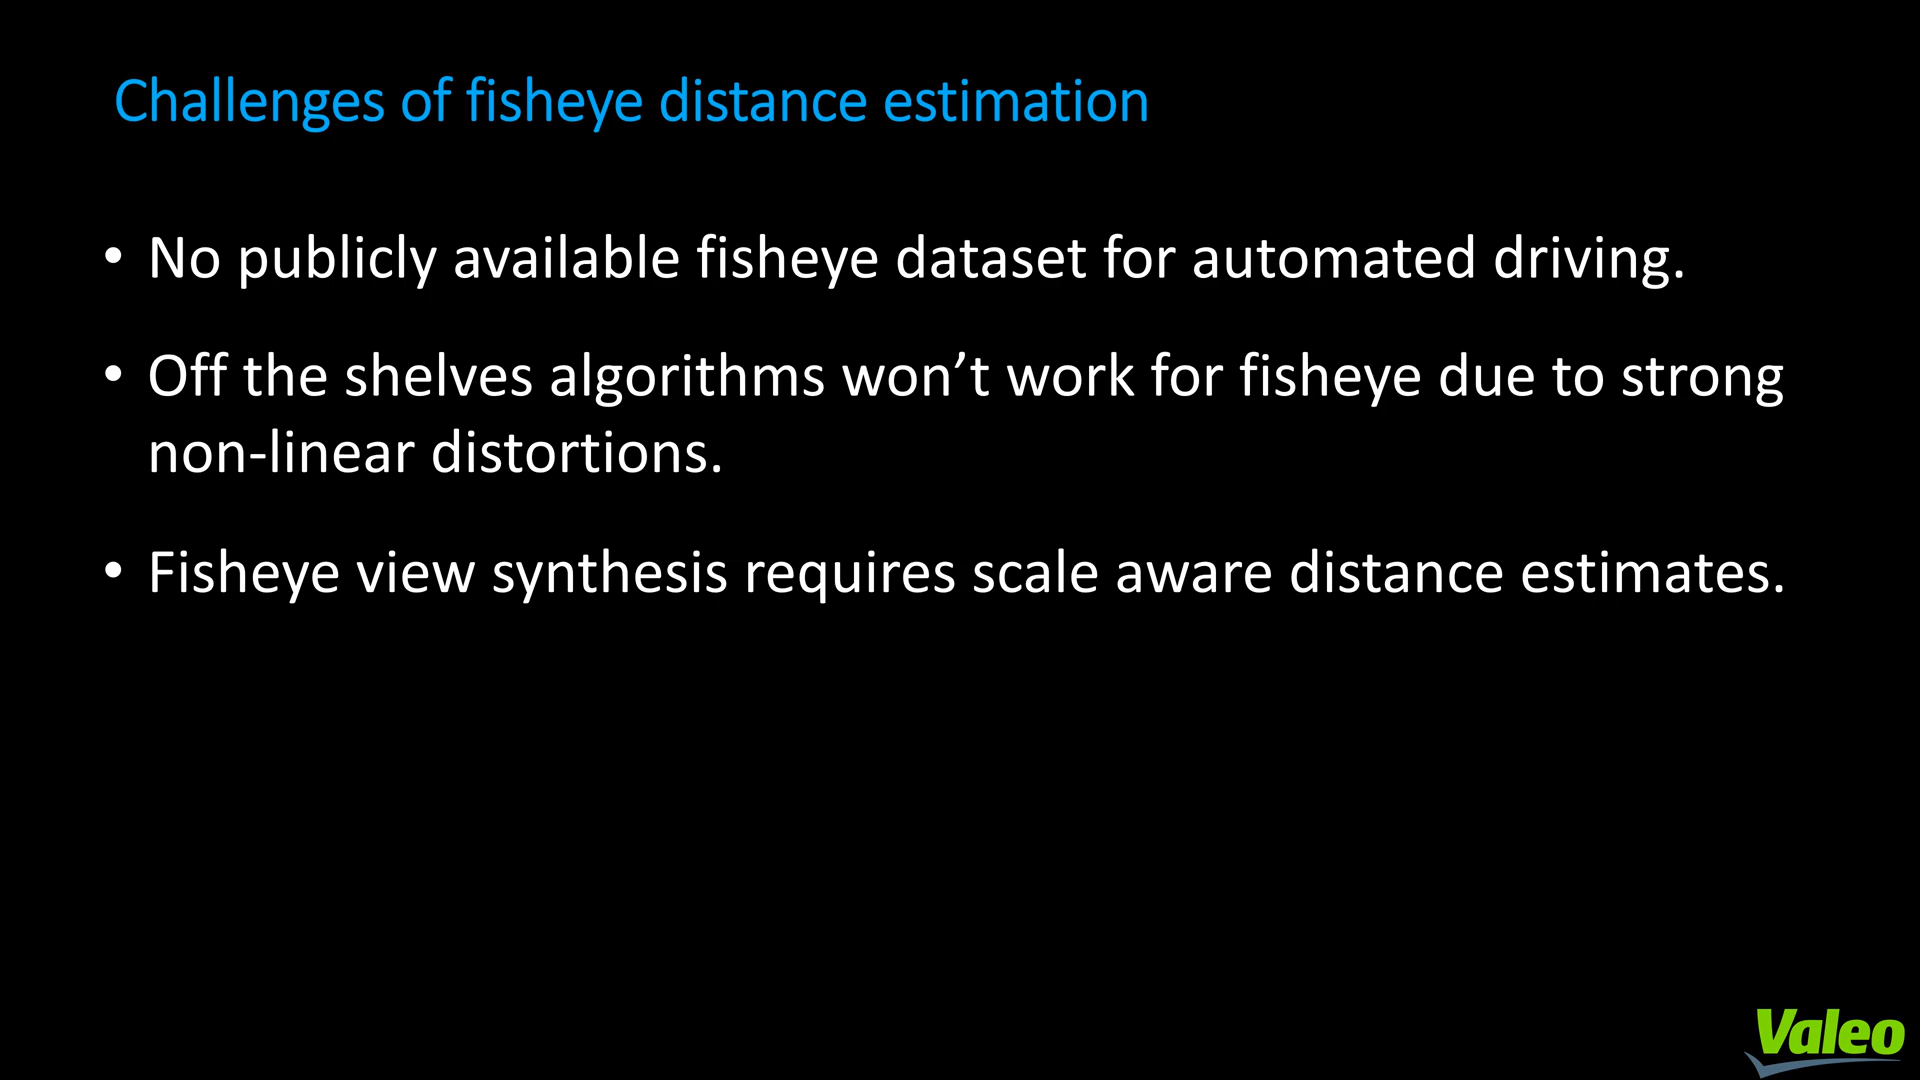 Challenges of fisheye distance estimation
• No publicly available fisheye dataset for automated driving.
• Off the shelves algorithms won’t work for fisheye due to strong
non-linear distortions.
• Fisheye view synthesis requires scale aware distance estimates.
Valeo